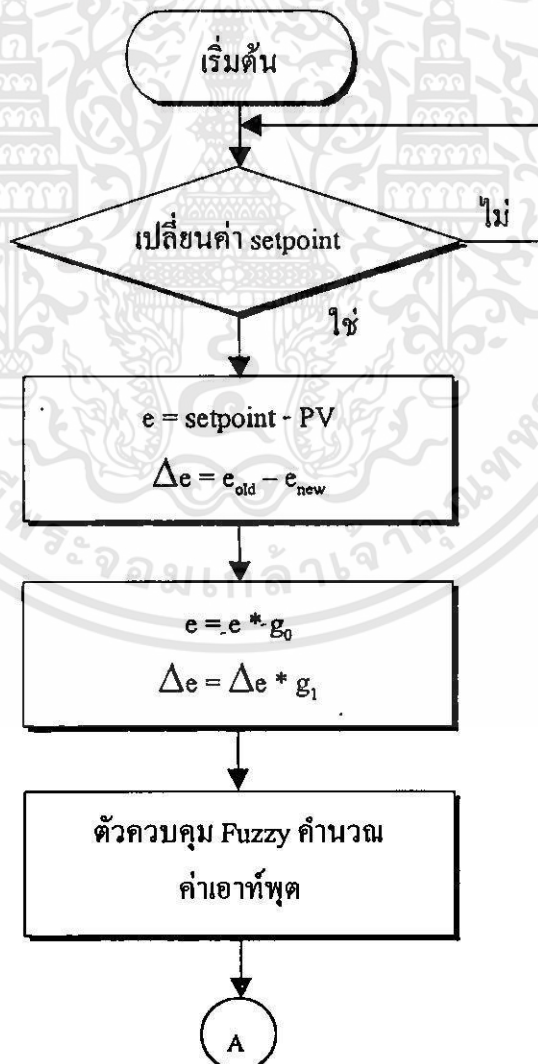 เริ่มต้น
เปลี่ยนค่า setpoint
ไม่
ใช่
e = setpoint - PV
Δe = e_old – e_new
e = e * g₀
Δe = Δe * g₁
ตัวควบคุม Fuzzy คำนวณ
ค่าเอาท์พุต
A